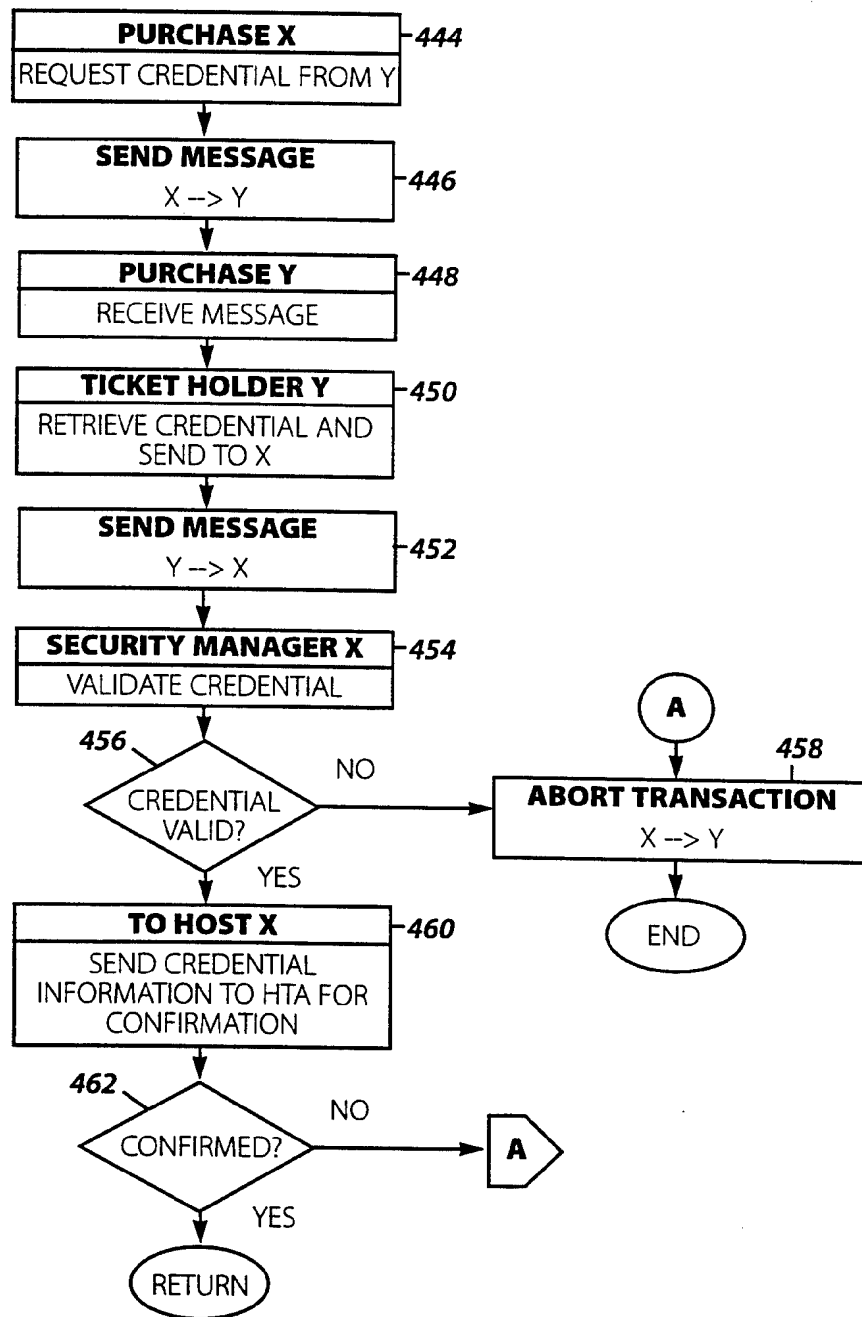 PURCHASE X
444
REQUEST CREDENTIAL FROM Y
SEND MESSAGE
446
X --> Y
PURCHASE Y
448
RECEIVE MESSAGE
TICKET HOLDER Y
450
RETRIEVE CREDENTIAL AND
SEND TO X
SEND MESSAGE
452
Y --> X
SECURITY MANAGER X
454
VALIDATE CREDENTIAL
456
CREDENTIAL
VALID?
NO
YES
A
458
ABORT TRANSACTION
X --> Y
END
TO HOST X
460
SEND CREDENTIAL
INFORMATION TO HTA FOR
CONFIRMATION
462
CONFIRMED?
NO
A
YES
RETURN